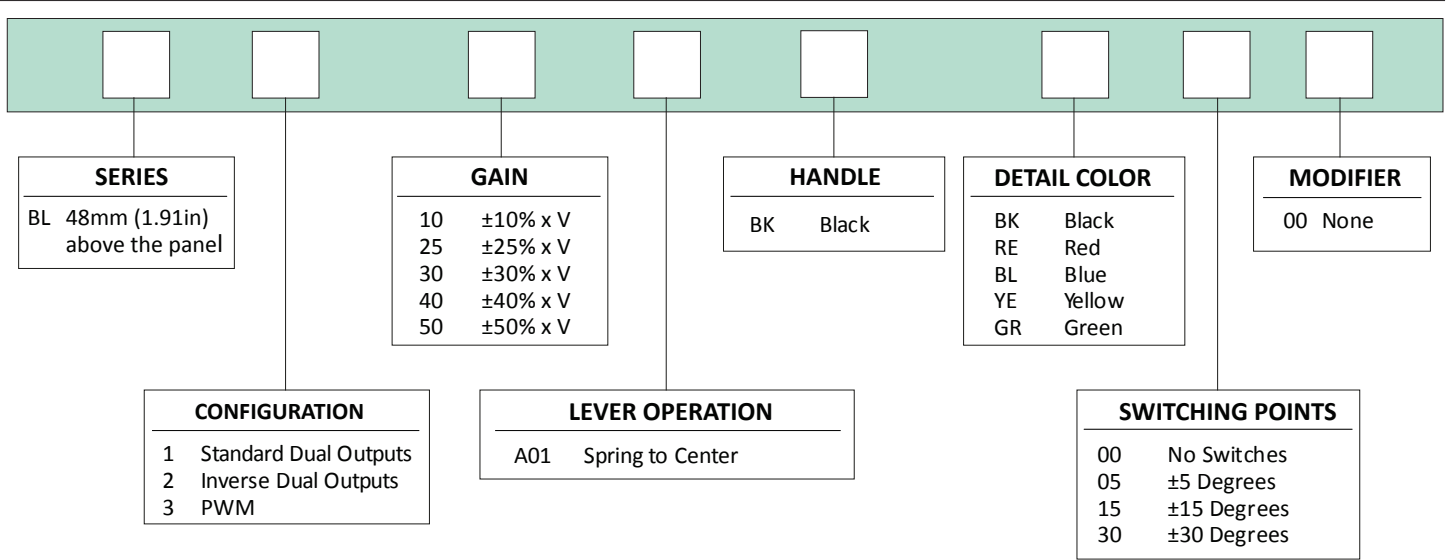 SERIES
BL 48mm (1.91in)
above the panel
GAIN
10 ±10% x V
25 ±25% x V
30 ±30% x V
40 ±40% x V
50 ±50% x V
HANDLE
BK Black
DETAIL COLOR
BK Black
RE Red
BL Blue
YE Yellow
GR Green
MODIFIER
00 None
CONFIGURATION
1 Standard Dual Outputs
2 Inverse Dual Outputs
3 PWM
LEVER OPERATION
A01 Spring to Center
SWITCHING POINTS
00 No Switches
05 ±5 Degrees
15 ±15 Degrees
30 ±30 Degrees